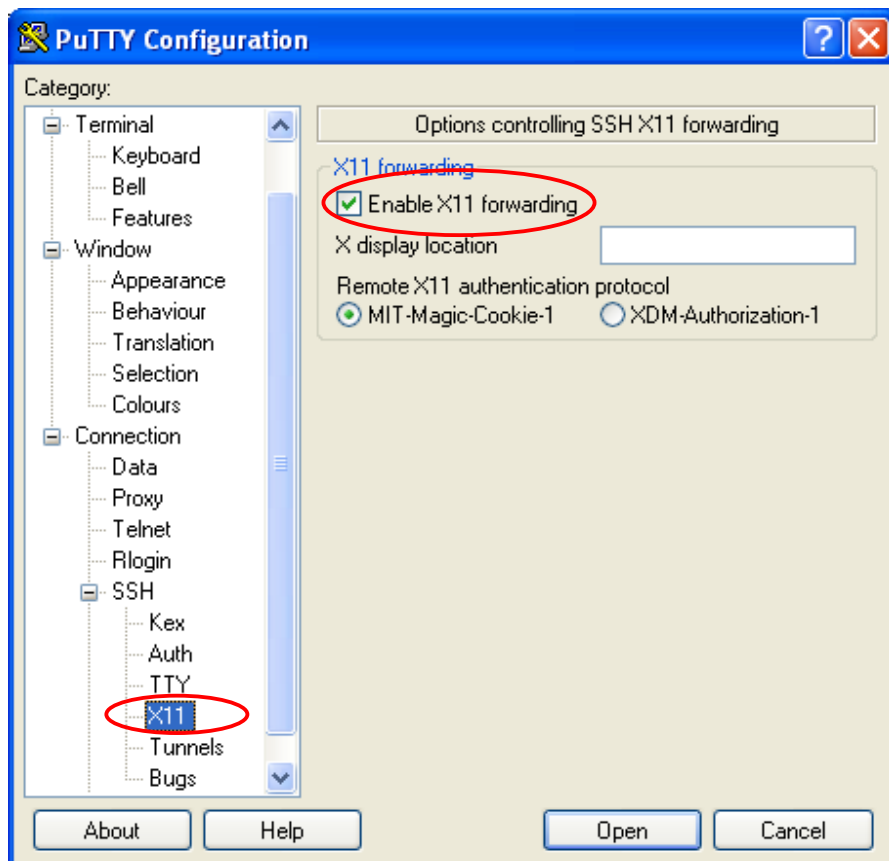 PuTTY Configuration
Category:
Terminal
Keyboard
Bell
Features
Window
Appearance
Behaviour
Translation
Selection
Colours
Connection
Data
Proxy
Telnet
Rlogin
SSH
Kex
Auth
TTY
X11
Tunnels
Bugs
Options controlling SSH X11 forwarding
X11 forwarding
Enable X11 forwarding
X display location
Remote X11 authentication protocol
MIT-Magic-Cookie-1 XDM-Authorization-1
About Help Open Cancel